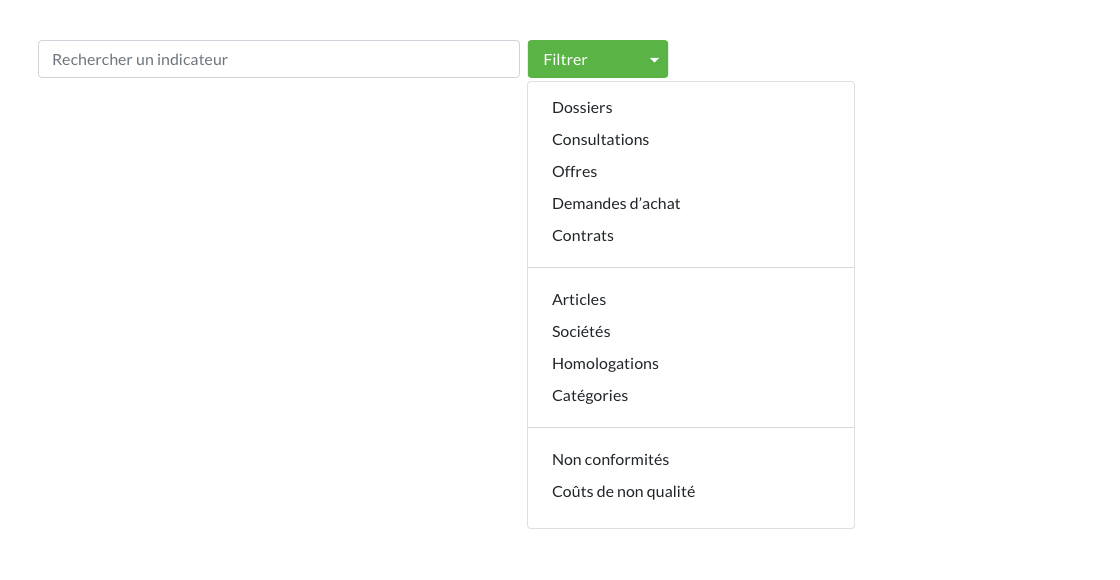 Rechercher un indicateur
Filtrer
Dossiers
Consultations
Offres
Demandes d’achat
Contrats
Articles
Sociétés
Homologations
Catégories
Non conformités
Coûts de non qualité